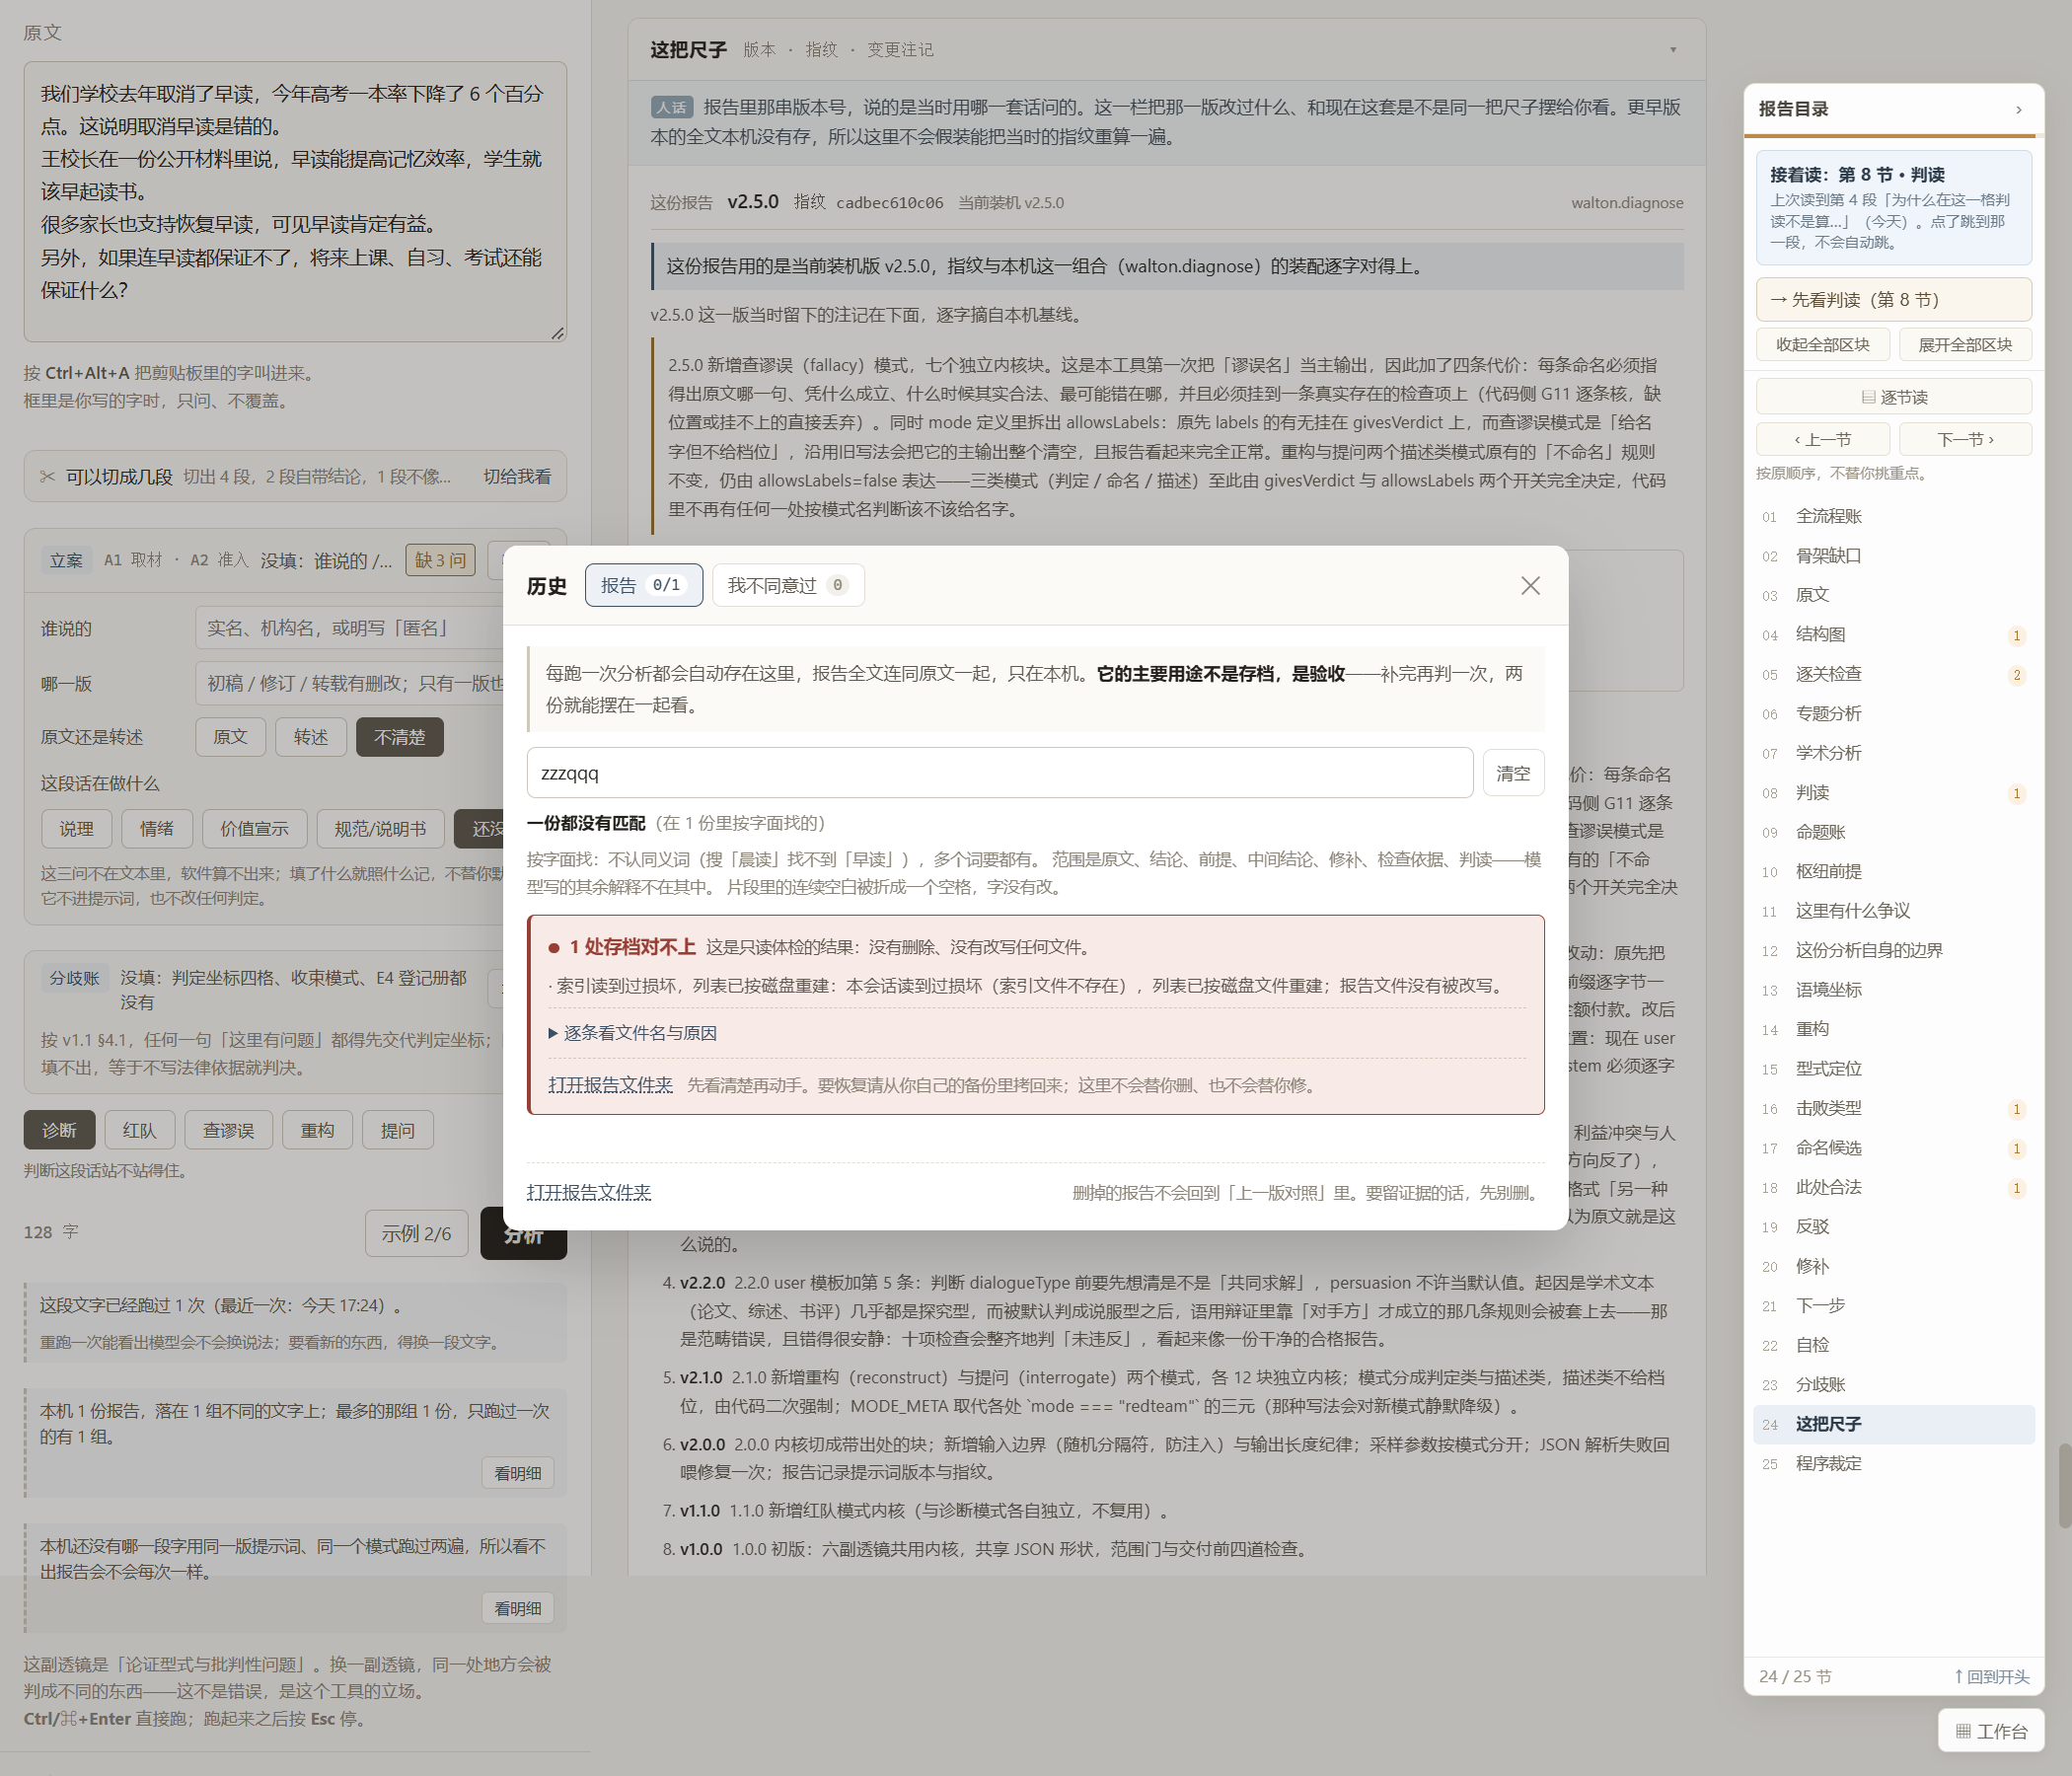 原文
我们学校去年取消了早读，今年高考一本率下降了 6 个百分
点。这说明取消早读是错的。
王校长在一份公开材料里说，早读能提高记忆效率，学生就
该早起读书。
很多家长也支持恢复早读，可见早读肯定有益。
另外，如果连早读都保证不了，将来上课、自习、考试还能
保证什么？
按 Ctrl+Alt+A 把剪贴板里的字叫进来。
框里是你写的字时，只问、不覆盖。
可以切成几段 切出 4 段，2 段自带结论，1 段不像... 切给我看
立案 A1 取材 · A2 准入 没填：谁说的 /... 缺 3 问
谁说的 实名、机构名，或明写「匿名」
哪一版 初稿 / 修订 / 转载有删改；只有一版也
原文还是转述 原文 转述 不清楚
这段话在做什么
说理 情绪 价值宣示 规范/说明书 还没
这三问不在文本里，软件算不出来；填了什么就照什么记，不替你
它不进提示词，也不改任何判定。
分歧账 没填：判定坐标四格、收束模式、E4 登记册都
没有
按 v1.1 §4.1，任何一句「这里有问题」都得先交代判定坐标；
填不出，等于不写法律依据就判决。
诊断 红队 查谬误 重构 提问
判断这段话站不站得住。
128 字 示例 2/6 分析
这段文字已经跑过 1 次（最近一次：今天 17:24）。
重跑一次能看出模型会不会换说法；要看新的东西，得换一段文字。
本机 1 份报告，落在 1 组不同的文字上；最多的那组 1 份，只跑过一次
的有 1 组。
看明细
本机还没有哪一段字用同一版提示词、同一个模式跑过两遍，所以看不
出报告会不会每次一样。
看明细
这副透镜是「论证型式与批判性问题」。换一副透镜，同一处地方会被
判成不同的东西——这不是错误，是这个工具的立场。
Ctrl/⌘+Enter 直接跑；跑起来之后按 Esc 停。
这把尺子 版本 · 指纹 · 变更注记
人话 报告里那串版本号，说的是当时用哪一套话问的。这一栏把那一版改过什么、和现在这套是不是同一把尺子摆给你看。更早版
本的全文本机没有存，所以这里不会假装能把当时的指纹重算一遍。
这份报告 v2.5.0 指纹 cadbec610c06 当前装机 v2.5.0 walton.diagnose
这份报告用的是当前装机版 v2.5.0，指纹与本机这一组合（walton.diagnose）的装配逐字对得上。
v2.5.0 这一版当时留下的注记在下面，逐字摘自本机基线。
2.5.0 新增查谬误（fallacy）模式，七个独立内核块。这是本工具第一次把「谬误名」当主输出，因此加了四条代价：每条命名必须指
得出原文哪一句、凭什么成立、什么时候其实合法、最可能错在哪，并且必须挂到一条真实存在的检查项上（代码侧 G11 逐条核，缺
位置或挂不上的直接丢弃）。同时 mode 定义里拆出 allowsLabels：原先 labels 的有无挂在 givesVerdict 上，而查谬误模式是「给名
字但不给档位」，沿用旧写法会把它的主输出整个清空，且报告看起来完全正常。重构与提问两个描述类模式原有的「不命名」规则
不变，仍由 allowsLabels=false 表达——三类模式（判定 / 命名 / 描述）至此由 givesVerdict 与 allowsLabels 两个开关完全决定，代码
里不再有任何一处按模式名判断该不该给名字。
历史 报告 0/1 我不同意过 0
每跑一次分析都会自动存在这里，报告全文连同原文一起，只在本机。它的主要用途不是存档，是验收——补完再判一次，两
份就能摆在一起看。
zzzqqq 清空
一份都没有匹配（在 1 份里按字面找的）
按字面找：不认同义词（搜「晨读」找不到「早读」），多个词要都有。 范围是原文、结论、前提、中间结论、修补、检查依据、判读——模
型写的其余解释不在其中。 片段里的连续空白被折成一个空格，字没有改。
1 处存档对不上 这是只读体检的结果：没有删除、没有改写任何文件。
· 索引读到过损坏，列表已按磁盘重建：本会话读到过损坏（索引文件不存在），列表已按磁盘文件重建；报告文件没有被改写。
逐条看文件名与原因
打开报告文件夹 先看清楚再动手。要恢复请从你自己的备份里拷回来；这里不会替你删、也不会替你修。
打开报告文件夹 删掉的报告不会回到「上一版对照」里。要留证据的话，先别删。
价：每条命名
码侧 G11 逐条
查谬误模式是
有的「不命
两个开关完全决
改动：原先把
前缀逐字节一
全额付款。改后
置：现在 user
stem 必须逐字
利益冲突与人
方向反了），
格式「另一种
以为原文就是这
么说的。
4. v2.2.0 2.2.0 user 模板加第 5 条：判断 dialogueType 前要先想清是不是「共同求解」，persuasion 不许当默认值。起因是学术文本
（论文、综述、书评）几乎都是探究型，而被默认判成说服型之后，语用辩证里靠「对手方」才成立的那几条规则会被套上去——那
是范畴错误，且错得很安静：十项检查会整齐地判「未违反」，看起来像一份干净的合格报告。
5. v2.1.0 2.1.0 新增重构（reconstruct）与提问（interrogate）两个模式，各 12 块独立内核；模式分成判定类与描述类，描述类不给档
位，由代码二次强制；MODE_META 取代各处 `mode === "redteam"` 的三元（那种写法会对新模式静默降级）。
6. v2.0.0 2.0.0 内核切成带出处的块；新增输入边界（随机分隔符，防注入）与输出长度纪律；采样参数按模式分开；JSON 解析失败回
喂修复一次；报告记录提示词版本与指纹。
7. v1.1.0 1.1.0 新增红队模式内核（与诊断模式各自独立，不复用）。
8. v1.0.0 1.0.0 初版：六副透镜共用内核，共享 JSON 形状，范围门与交付前四道检查。
报告目录 ›
接着读：第 8 节 • 判读
上次读到第 4 段「为什么在这一格判
读不是算...」（今天）。点了跳到那
一段，不会自动跳。
→ 先看判读（第 8 节）
收起全部区块 展开全部区块
逐节读
‹ 上一节 下一节 ›
按原顺序，不替你挑重点。
01 全流程账
02 骨架缺口
03 原文
04 结构图 1
05 逐关检查 2
06 专题分析
07 学术分析
08 判读 1
09 命题账
10 枢纽前提
11 这里有什么争议
12 这份分析自身的边界
13 语境坐标
14 重构
15 型式定位
16 击败类型 1
17 命名候选 1
18 此处合法 1
19 反驳
20 修补
21 下一步
22 自检
23 分歧账
24 这把尺子
25 程序裁定
24 / 25 节 ↑ 回到开头
工作台